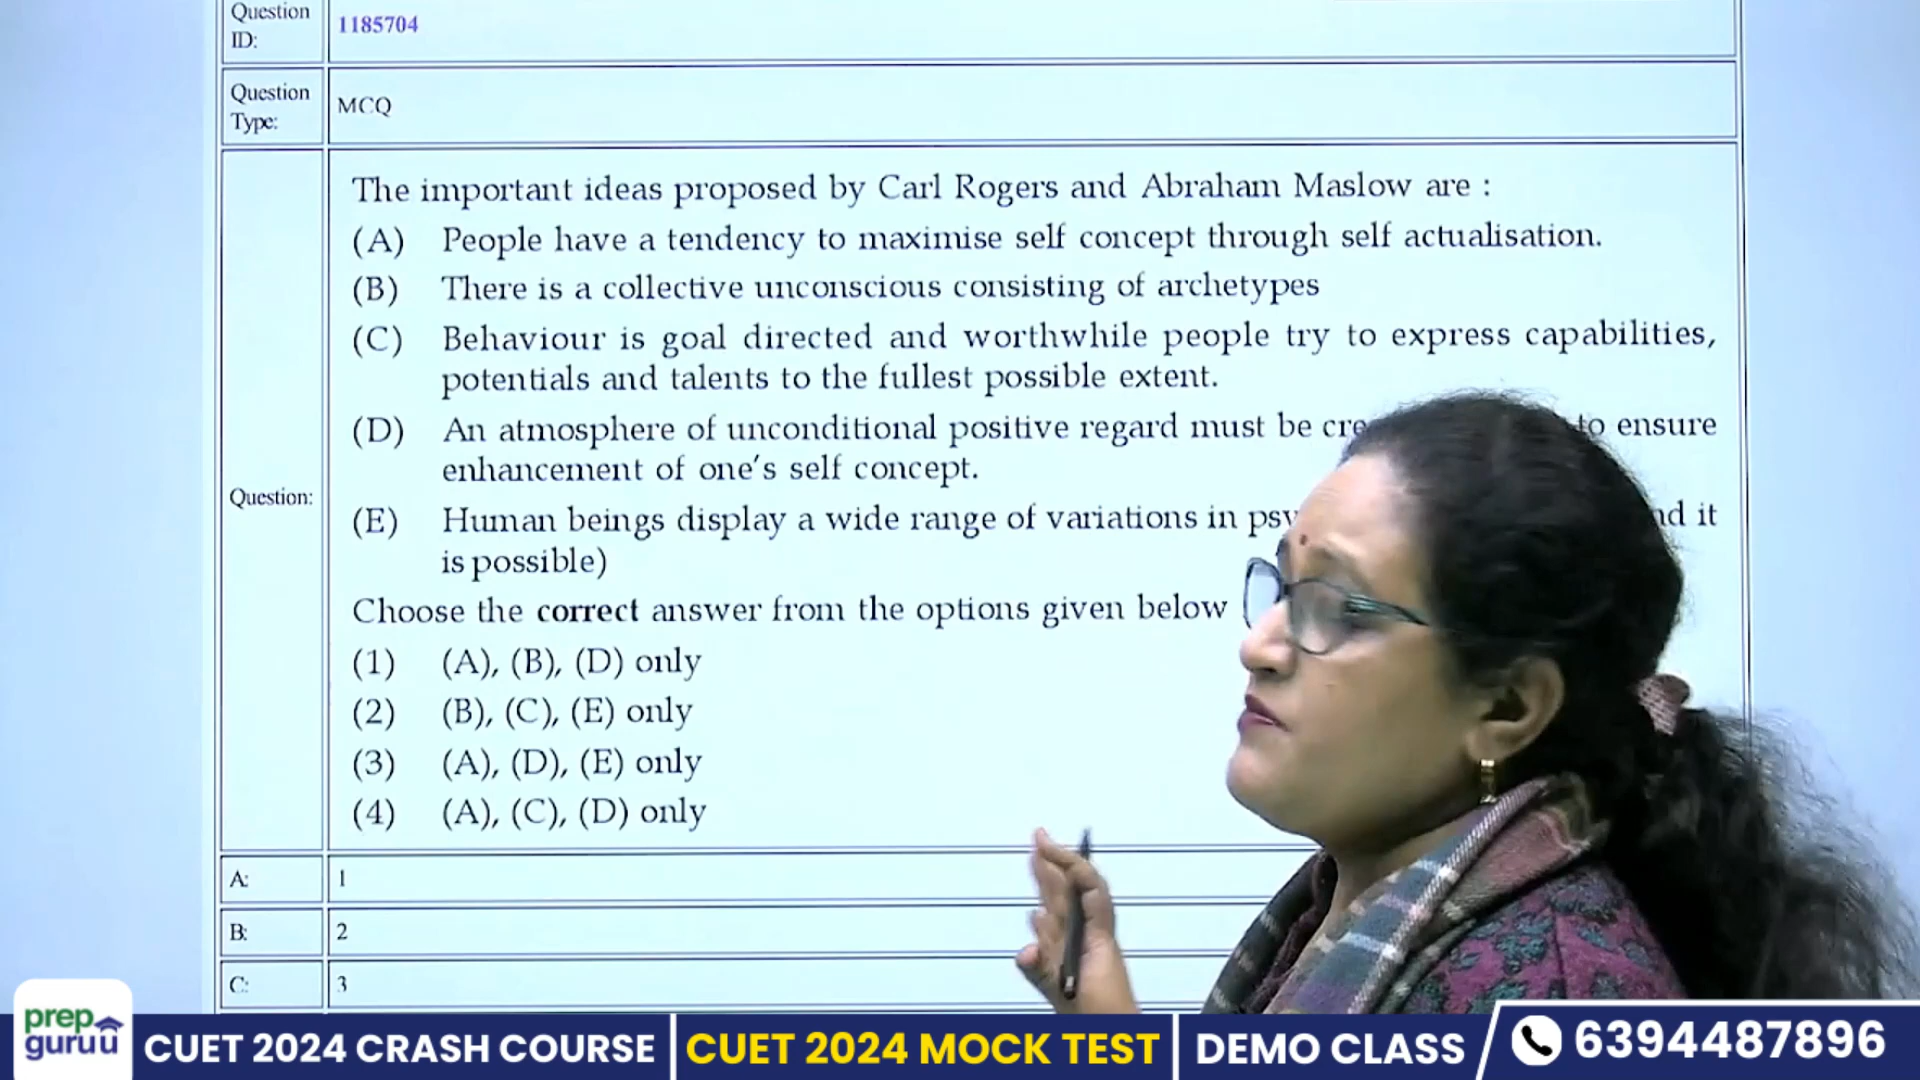 Question
ID:
1185704
Question
Type:
MCQ
Question:
The important ideas proposed by Carl Rogers and Abraham Maslow are :
(A) People have a tendency to maximise self concept through self actualisation.
(B) There is a collective unconscious consisting of archetypes
(C) Behaviour is goal directed and worthwhile people try to express capabilities,
potentials and talents to the fullest possible extent.
(D) An atmosphere of unconditional positive regard must be to ensure
enhancement of one's self concept.
(E) Human beings display a wide range of variations in it
is possible)
Choose the correct answer from the options given below
(1) (A), (B), (D) only
(2) (B), (C), (E) only
(3) (A), (D), (E) only
(4) (A), (C), (D) only
A: 1
B: 2
C: 3
prep
guruu
CUET 2024 CRASH COURSE
CUET 2024 MOCK TEST
DEMO CLASS
6394487896